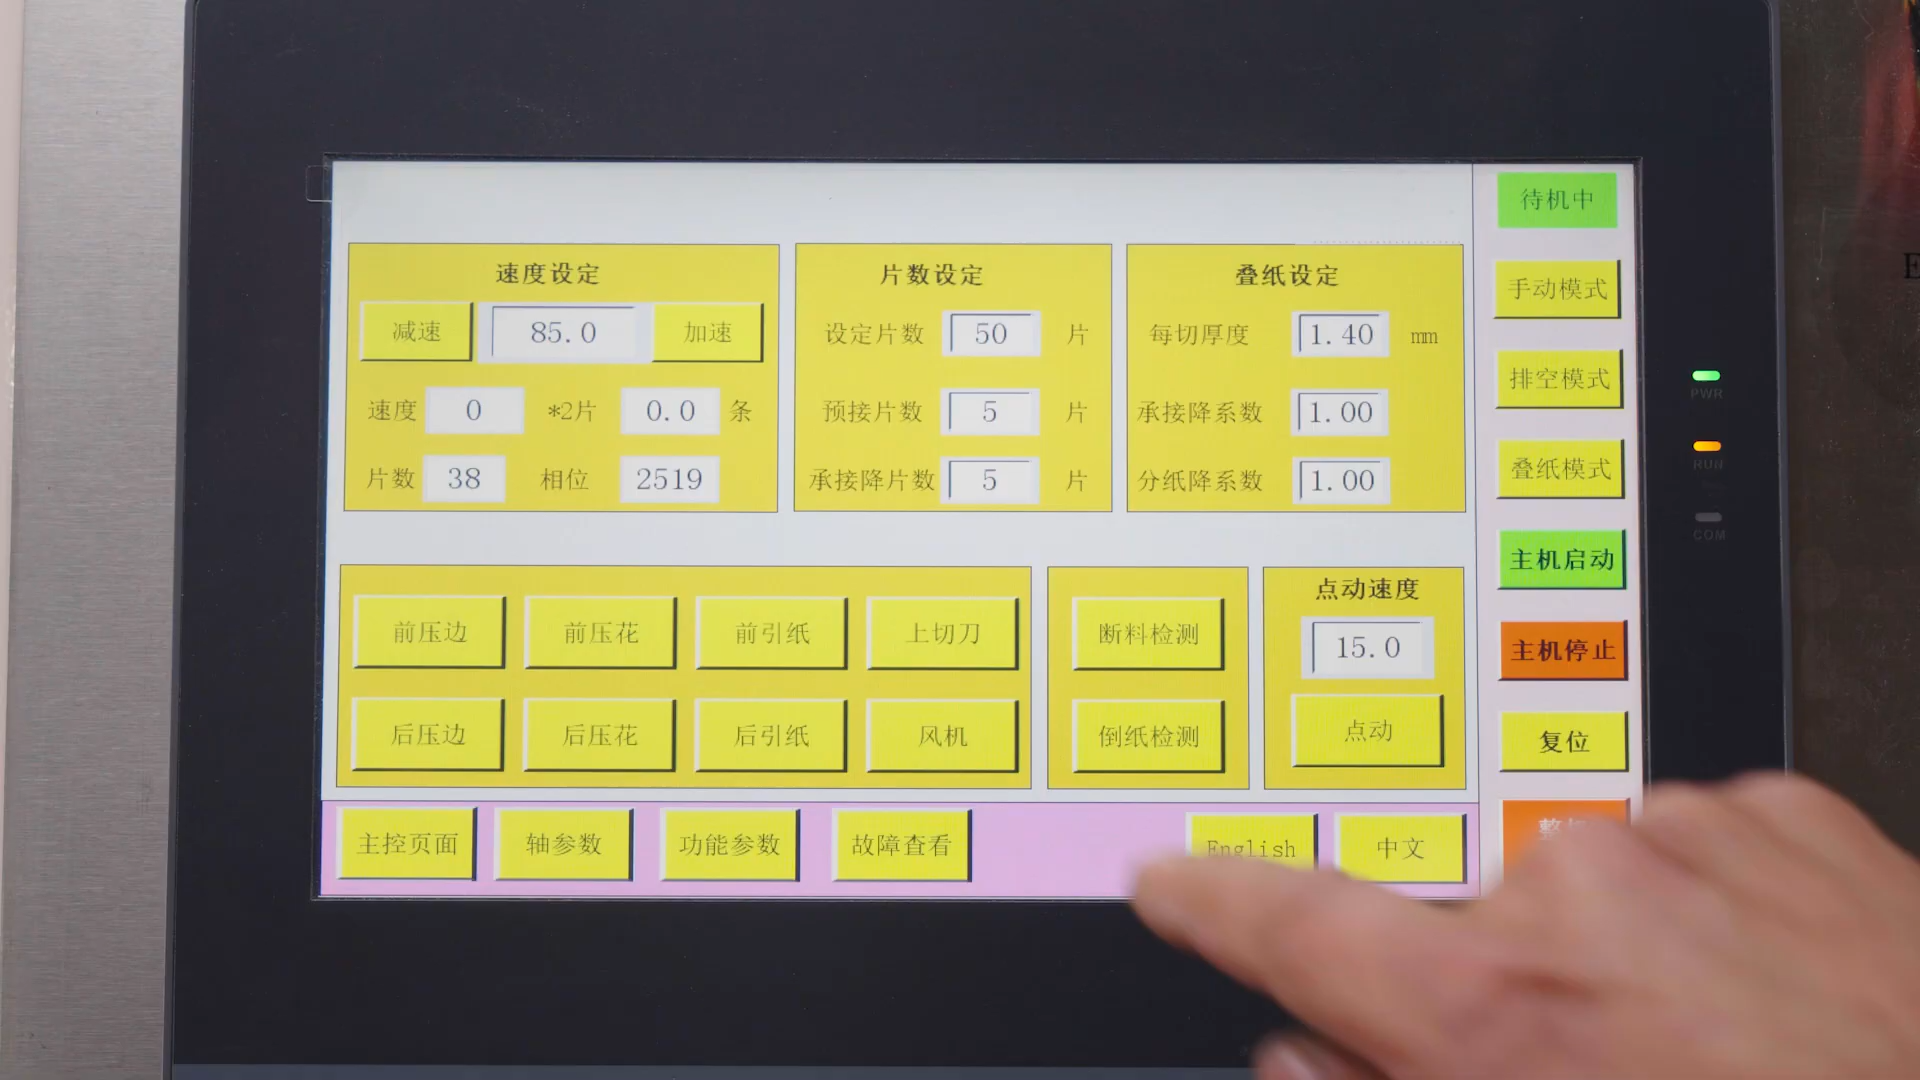 待机中
速度设定
减速 85.0 加速
速度 0 *2片 0.0 条
片数 38 相位 2519
片数设定
设定片数 50 片
预接片数 5 片
承接降片数 5 片
叠纸设定
每切厚度 1.40 mm
承接降系数 1.00
分纸降系数 1.00
手动模式
排空模式
叠纸模式
主机启动
主机停止
复位
整
前压边 前压花 前引纸 上切刀
后压边 后压花 后引纸 风机
断料检测
倒纸检测
点动速度
15.0
点动
主控页面 轴参数 功能参数 故障查看 English 中文
PWR
RUN
COM
E